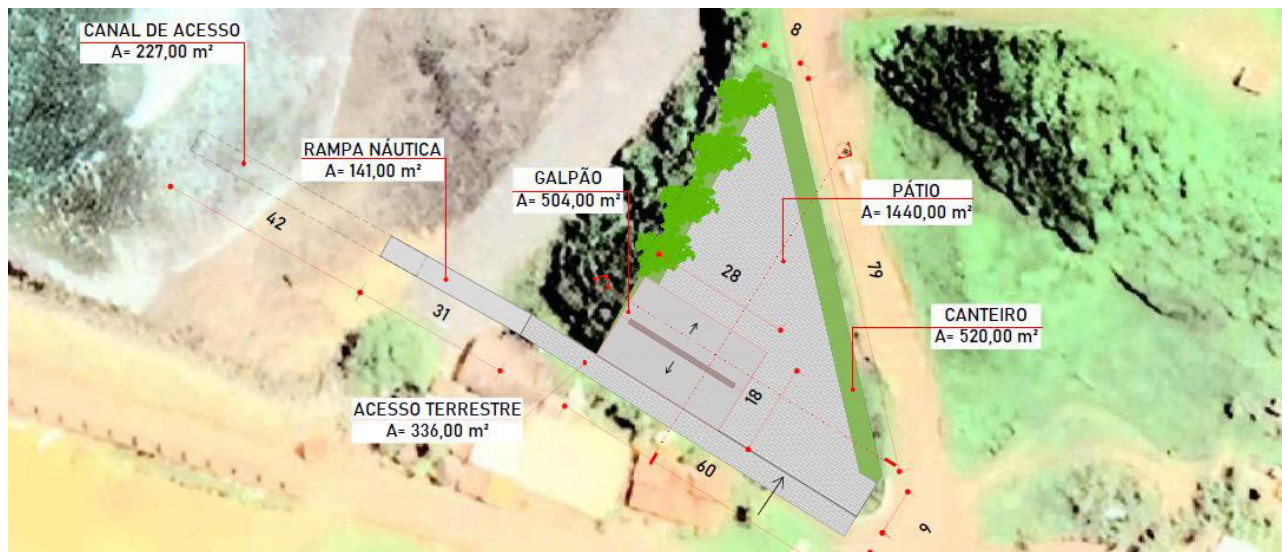 CANAL DE ACESSO
A= 227,00 m²
8
RAMPA NÁUTICA
A= 141,00 m²
GALPÃO
A= 504,00 m²
PÁTIO
A= 1440,00 m²
42
28
79
31
CANTEIRO
A= 520,00 m²
18
ACESSO TERRESTRE
A= 336,00 m²
60
9